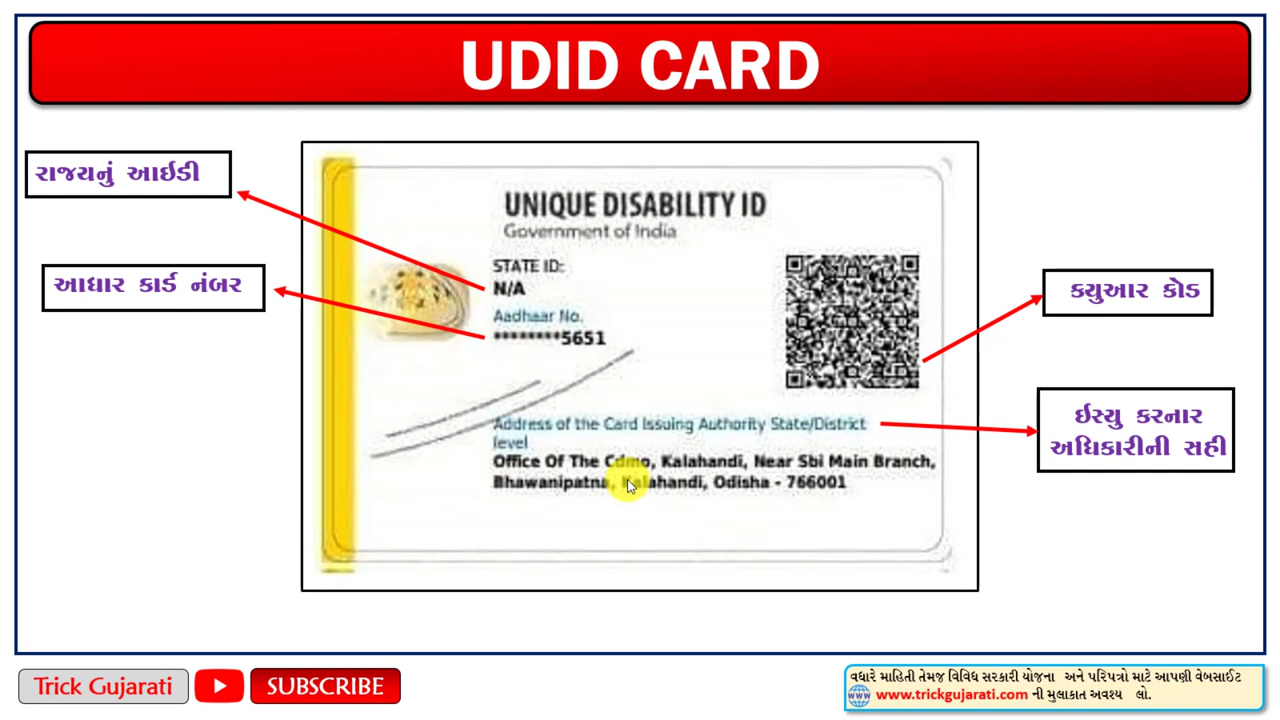 UDID CARD
રાજયનું આઈડી
આધાર કાર્ડ નંબર
UNIQUE DISABILITY ID
Government of India
STATE ID:
N/A
Aadhaar No.
********5651
Address of the Card Issuing Authority State/District
level
Office Of The Cdmo, Kalahandi, Near Sbi Main Branch,
Bhawanipatna, Kalahandi, Odisha - 766001
ક્યુઆર કોડ
ઇસ્યુ કરનાર
અધિકારીની સહી
Trick Gujarati
SUBSCRIBE
વધારે માહિતી તેમજ વિવિધ સરકારી યોજના અને પરિપત્રો માટે આપણી વેબસાઈટ
www.trickgujarati.com ની મુલાકાત અવશ્ય લો.